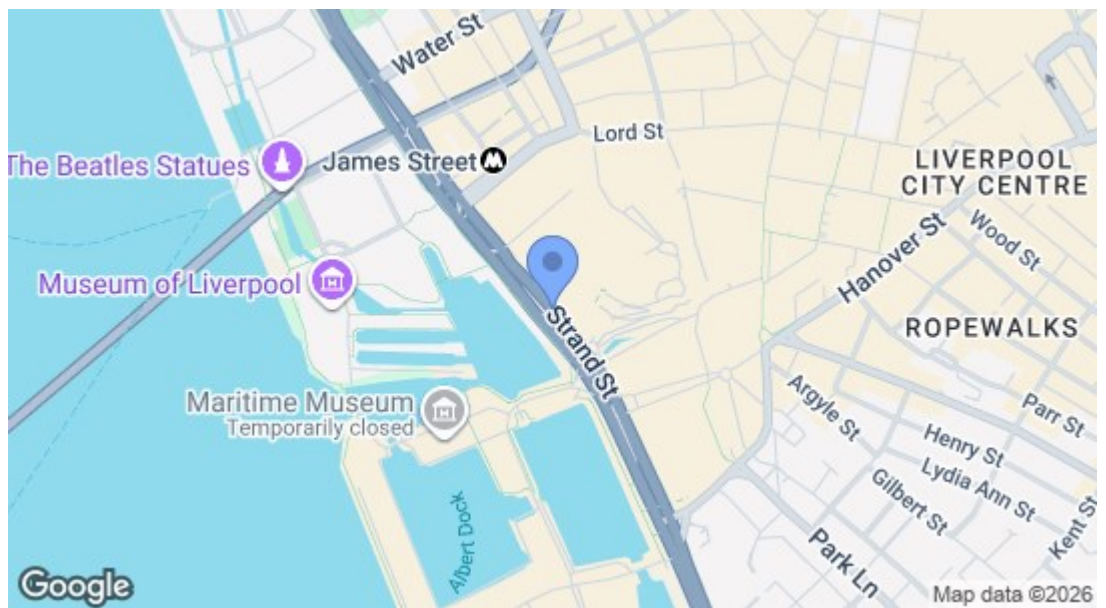 Water St
Lord St
The Beatles Statues
James Street
LIVERPOOL
CITY CENTRE
Wood St
Hanover St
Museum of Liverpool
Strand St
ROPEWALKS
Maritime Museum
Temporarily closed
Argyle St
Parr St
Henry St
Lydia Ann St
Gilbert St
Kent St
Albert Dock
Park Ln
Google
Map data ©2026